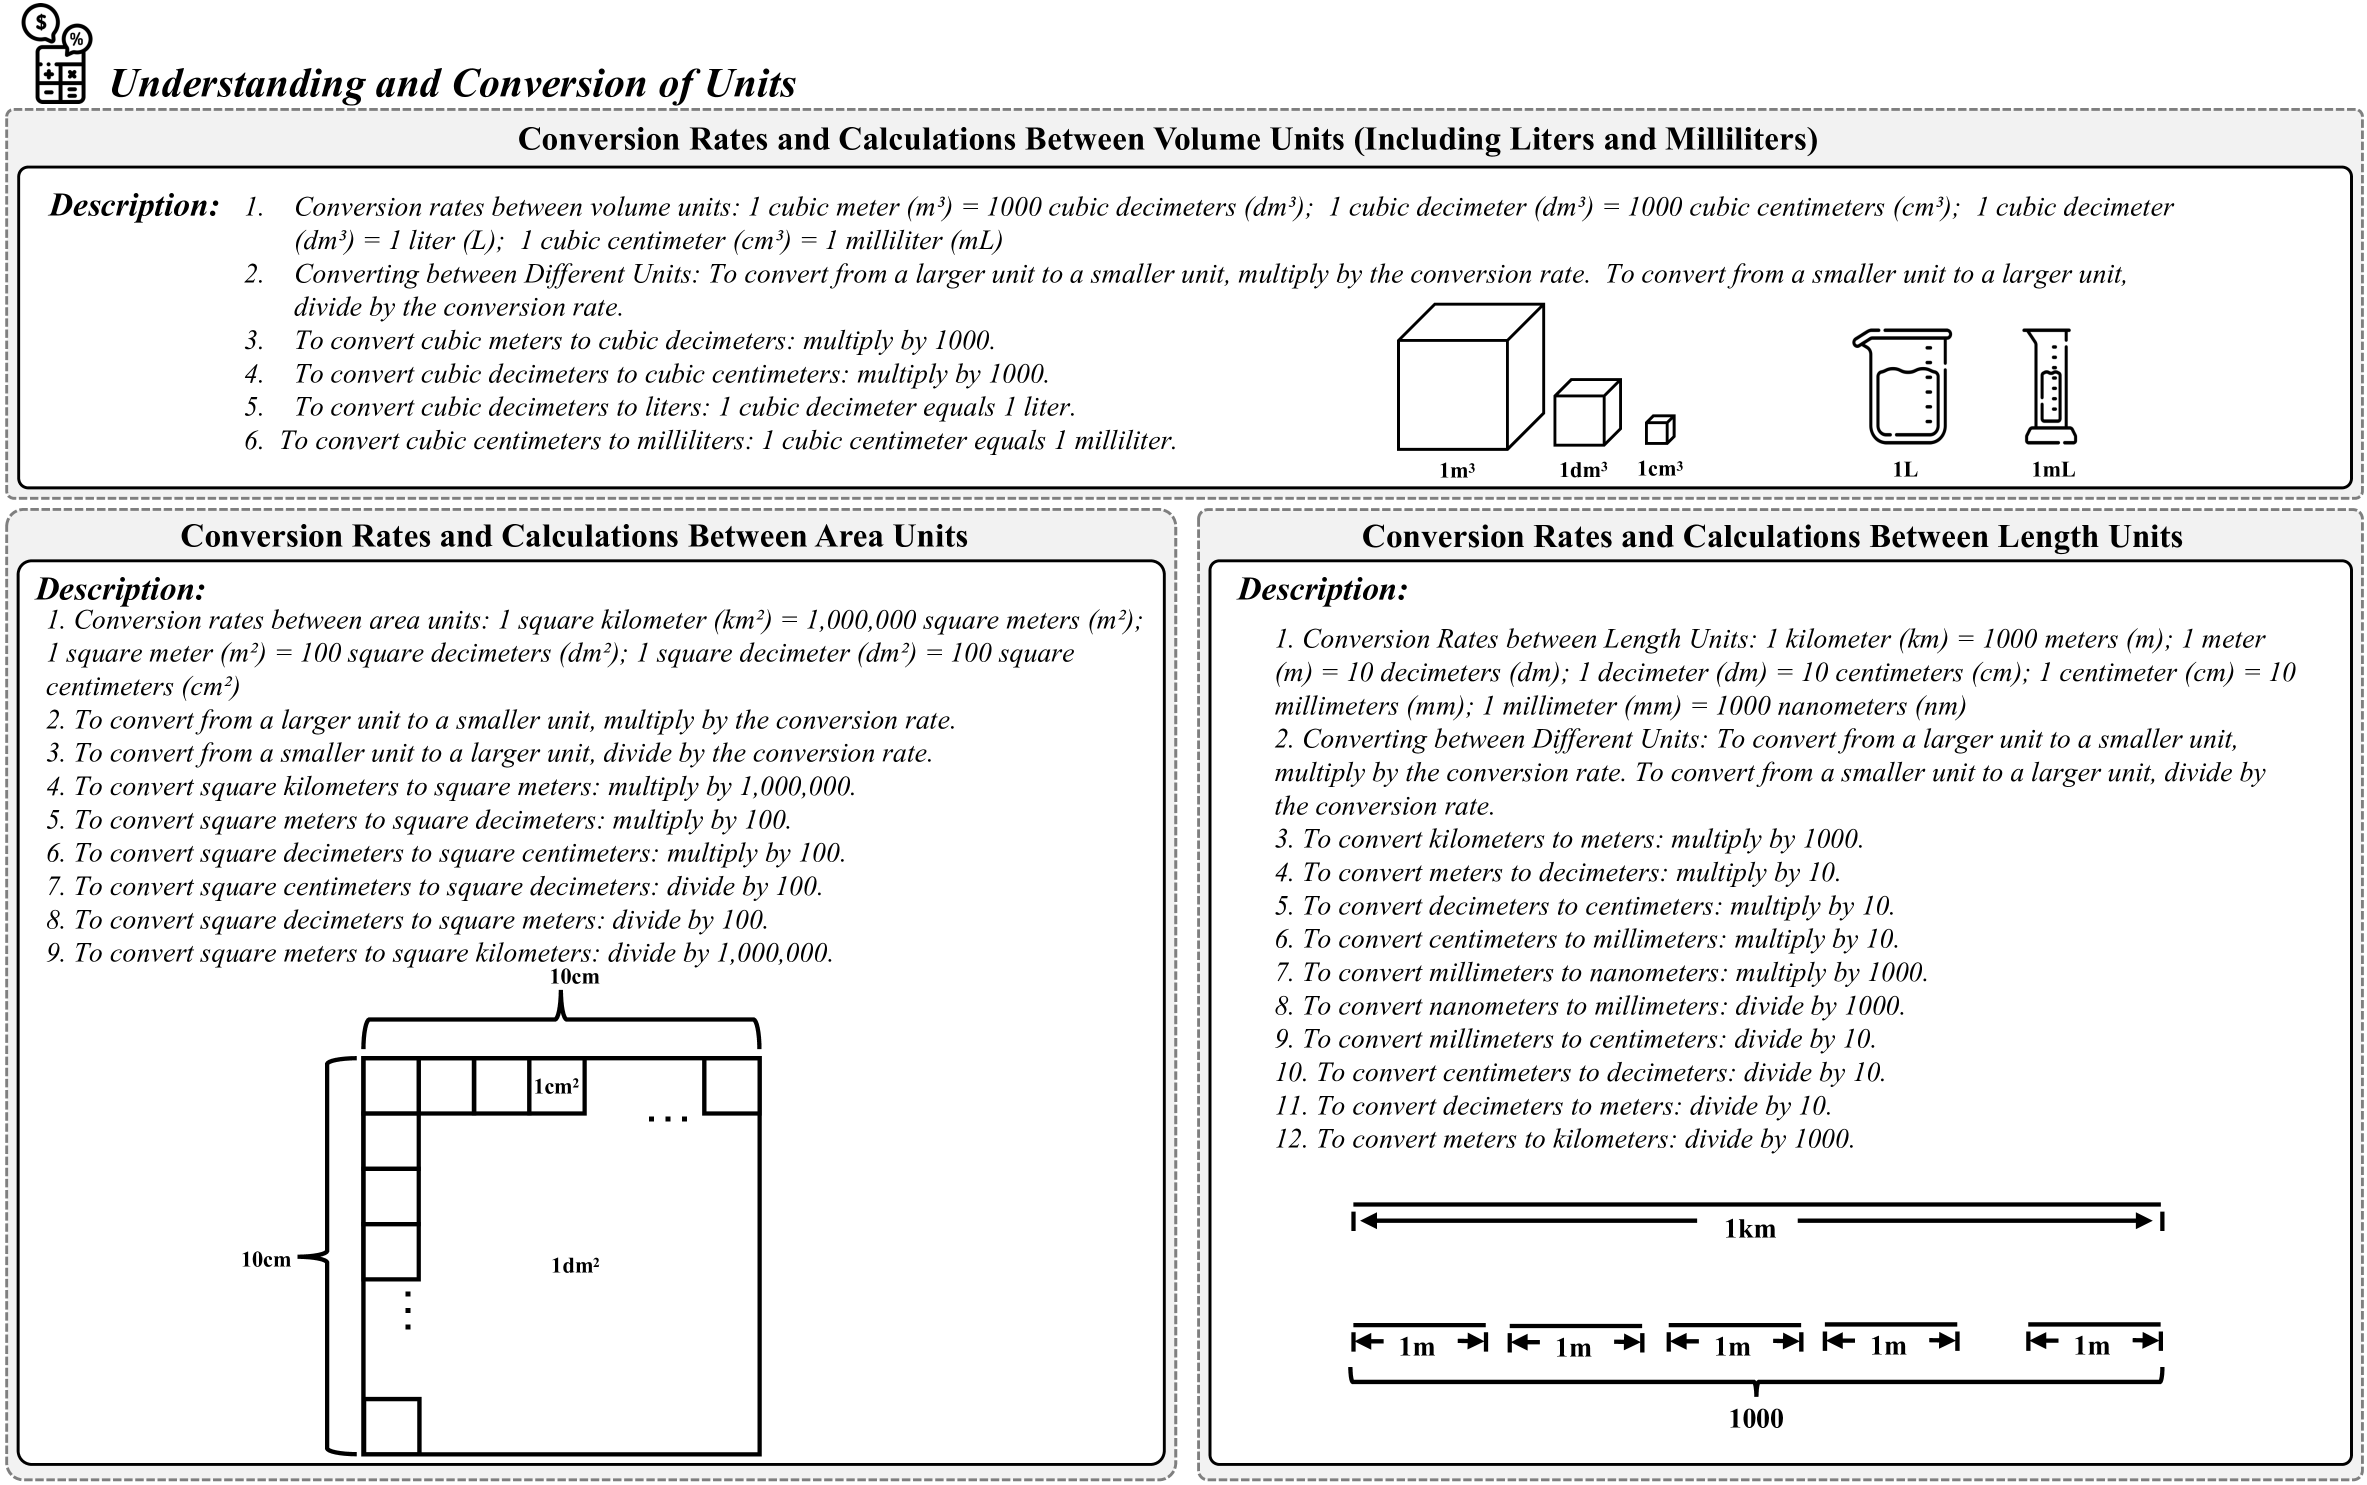 $
%
Understanding and Conversion of Units
Conversion Rates and Calculations Between Volume Units (Including Liters and Milliliters)
Description:
1. Conversion rates between volume units: 1 cubic meter (m³) = 1000 cubic decimeters (dm³); 1 cubic decimeter (dm³) = 1000 cubic centimeters (cm³); 1 cubic decimeter
(dm³) = 1 liter (L); 1 cubic centimeter (cm³) = 1 milliliter (mL)
2. Converting between Different Units: To convert from a larger unit to a smaller unit, multiply by the conversion rate. To convert from a smaller unit to a larger unit,
divide by the conversion rate.
3. To convert cubic meters to cubic decimeters: multiply by 1000.
4. To convert cubic decimeters to cubic centimeters: multiply by 1000.
5. To convert cubic decimeters to liters: 1 cubic decimeter equals 1 liter.
6. To convert cubic centimeters to milliliters: 1 cubic centimeter equals 1 milliliter.
1m³
1dm³
1cm³
1L
1mL
Conversion Rates and Calculations Between Area Units
Description:
1. Conversion rates between area units: 1 square kilometer (km²) = 1,000,000 square meters (m²);
1 square meter (m²) = 100 square decimeters (dm²); 1 square decimeter (dm²) = 100 square
centimeters (cm²)
2. To convert from a larger unit to a smaller unit, multiply by the conversion rate.
3. To convert from a smaller unit to a larger unit, divide by the conversion rate.
4. To convert square kilometers to square meters: multiply by 1,000,000.
5. To convert square meters to square decimeters: multiply by 100.
6. To convert square decimeters to square centimeters: multiply by 100.
7. To convert square centimeters to square decimeters: divide by 100.
8. To convert square decimeters to square meters: divide by 100.
9. To convert square meters to square kilometers: divide by 1,000,000.
10cm
1cm²
. . .
10cm
1dm²
Conversion Rates and Calculations Between Length Units
Description:
1. Conversion Rates between Length Units: 1 kilometer (km) = 1000 meters (m); 1 meter
(m) = 10 decimeters (dm); 1 decimeter (dm) = 10 centimeters (cm); 1 centimeter (cm) = 10
millimeters (mm); 1 millimeter (mm) = 1000 nanometers (nm)
2. Converting between Different Units: To convert from a larger unit to a smaller unit,
multiply by the conversion rate. To convert from a smaller unit to a larger unit, divide by
the conversion rate.
3. To convert kilometers to meters: multiply by 1000.
4. To convert meters to decimeters: multiply by 10.
5. To convert decimeters to centimeters: multiply by 10.
6. To convert centimeters to millimeters: multiply by 10.
7. To convert millimeters to nanometers: multiply by 1000.
8. To convert nanometers to millimeters: divide by 1000.
9. To convert millimeters to centimeters: divide by 10.
10. To convert centimeters to decimeters: divide by 10.
11. To convert decimeters to meters: divide by 10.
12. To convert meters to kilometers: divide by 1000.
1km
1m 1m 1m 1m 1m
1000